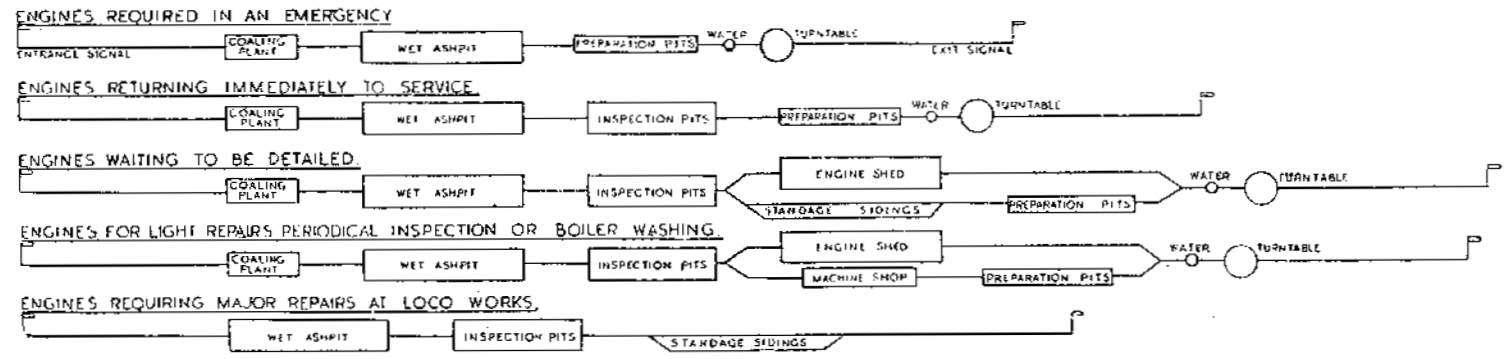 ENGINES REQUIRED IN AN EMERGENCY
ENTRANCE SIGNAL COALING PLANT WET ASHPIT PREPARATION PITS WATER TURNTABLE EXIT SIGNAL
ENGINES RETURNING IMMEDIATELY TO SERVICE.
COALING PLANT WET ASHPIT INSPECTION PITS PREPARATION PITS WATER TURNTABLE
ENGINES WAITING TO BE DETAILED.
COALING PLANT WET ASHPIT INSPECTION PITS ENGINE SHED WATER TURNTABLE
STANDAGE SIDINGS PREPARATION PITS
ENGINES FOR LIGHT REPAIRS PERIODICAL INSPECTION OR BOILER WASHING.
COALING PLANT WET ASHPIT INSPECTION PITS ENGINE SHED WATER TURNTABLE
MACHINE SHOP PREPARATION PITS
ENGINES REQUIRING MAJOR REPAIRS AT LOCO WORKS.
WET ASHPIT INSPECTION PITS STANDAGE SIDINGS